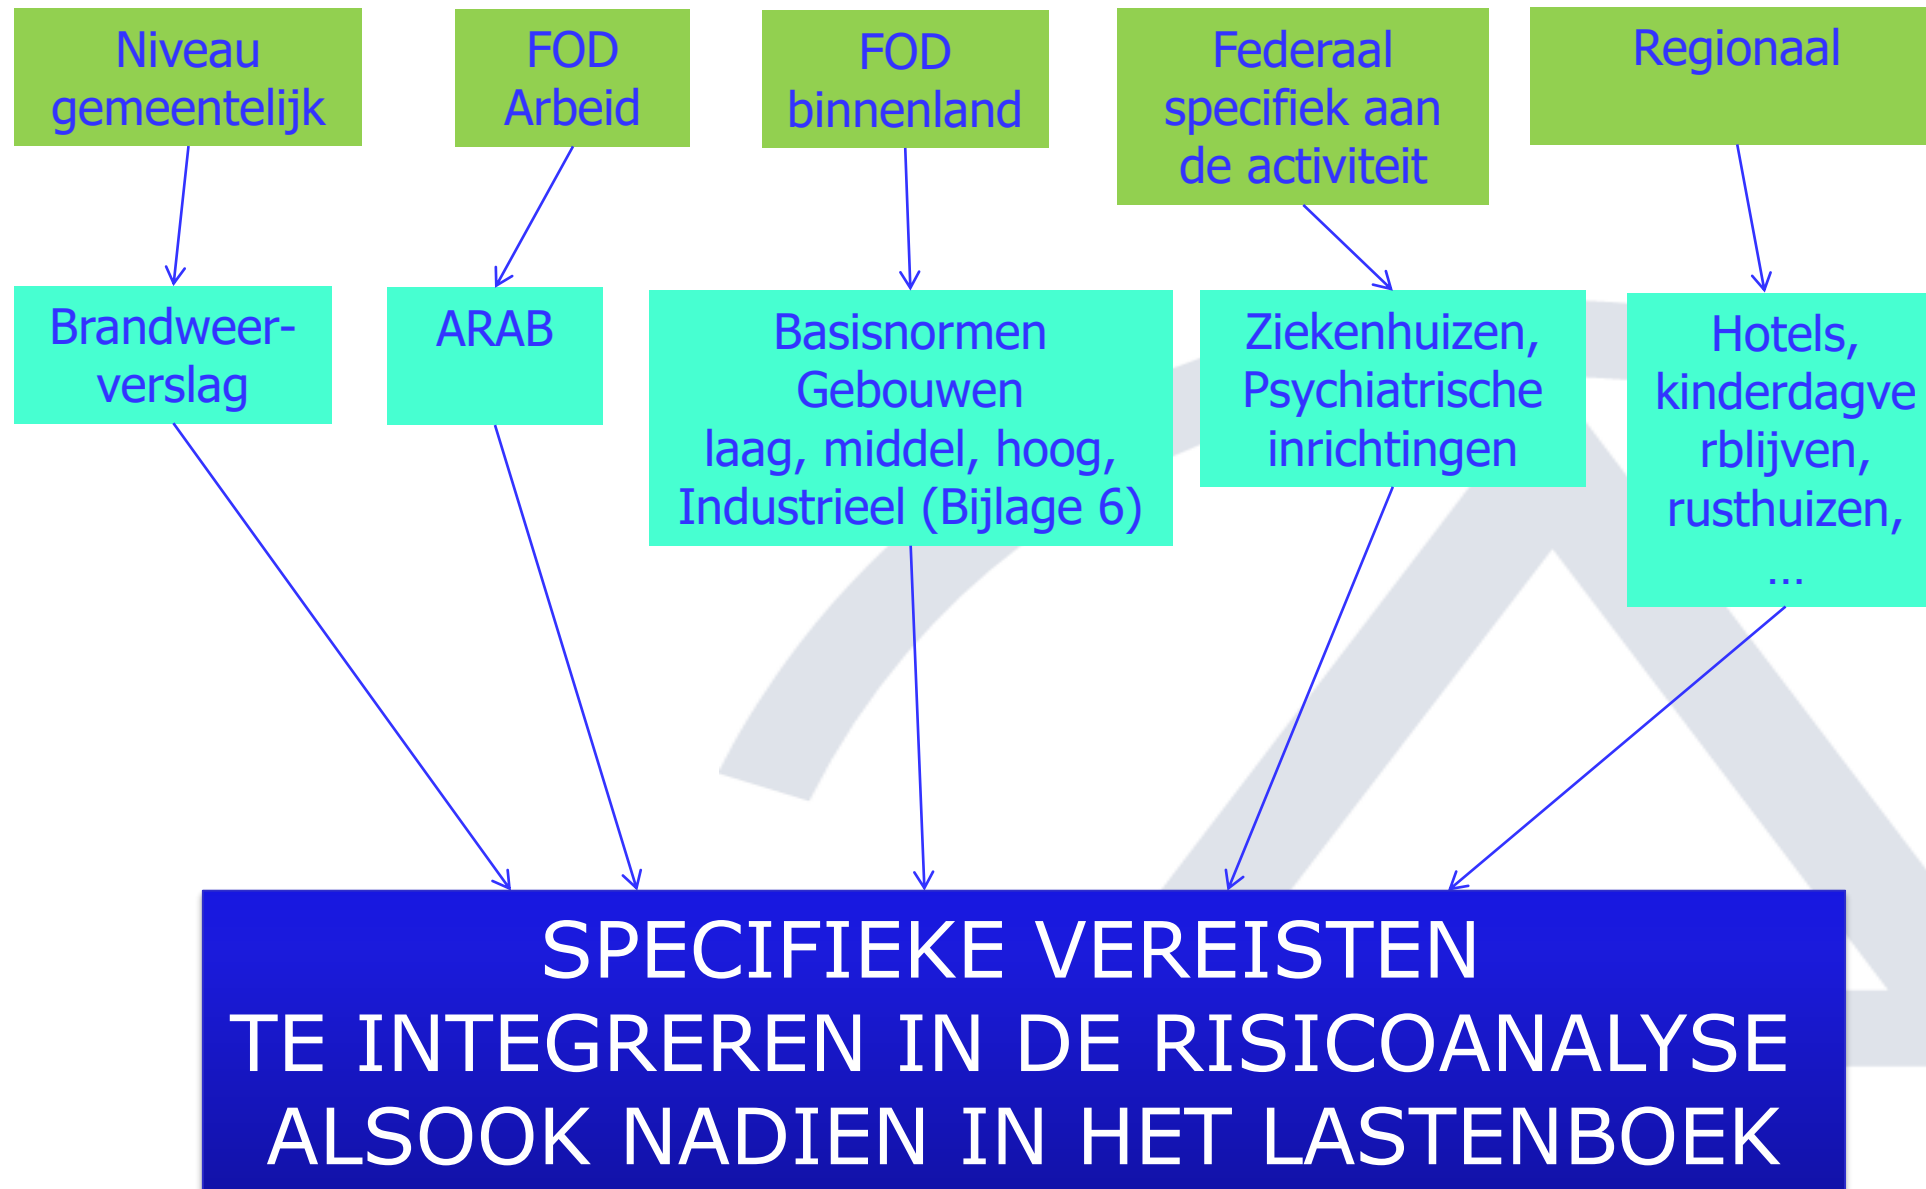 Niveau
gemeentelijk
FOD
Arbeid
FOD
binnenland
Federaal
specifiek aan
de activiteit
Regionaal
Brandweer-
verslag
ARAB
Basisnormen
Gebouwen
laag, middel, hoog,
Industrieel (Bijlage 6)
Ziekenhuizen,
Psychiatrische
inrichtingen
Hotels,
kinderdagve
rblijven,
rusthuizen,
...
SPECIFIEKE VEREISTEN
TE INTEGREREN IN DE RISICOANALYSE
ALSOOK NADIEN IN HET LASTENBOEK